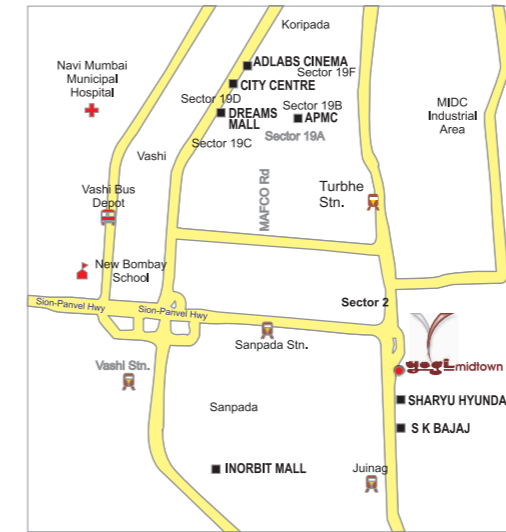 Koripada
ADLABS CINEMA
Sector 19F
Navi Mumbai
Municipal
Hospital
CITY CENTRE
Sector 19D
Sector 19B
DREAMS
MALL
APMC
MIDC
Industrial
Area
Sector 19A
Sector 19C
Vashi
MAFCO Rd
Vashi Bus
Depot
Turbhe
Stn.
New Bombay
School
Sion-Panvel Hwy
Sion-Panvel Hwy
Sector 2
Sanpada Stn.
Vashi Stn.
yogi midtown
SHARYU HYUNDA
Sanpada
S K BAJAJ
INORBIT MALL
Juinag